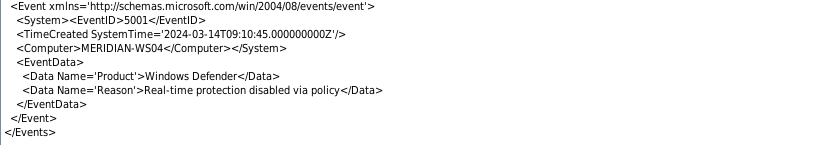 <Event xmlns='http://schemas.microsoft.com/win/2004/08/events/event'>
<System><EventID>5001</EventID>
<TimeCreated SystemTime='2024-03-14T09:10:45.000000000Z'/>
<Computer>MERIDIAN-WS04</Computer></System>
<EventData>
<Data Name='Product'>Windows Defender</Data>
<Data Name='Reason'>Real-time protection disabled via policy</Data>
</EventData>
</Event>
</Events>